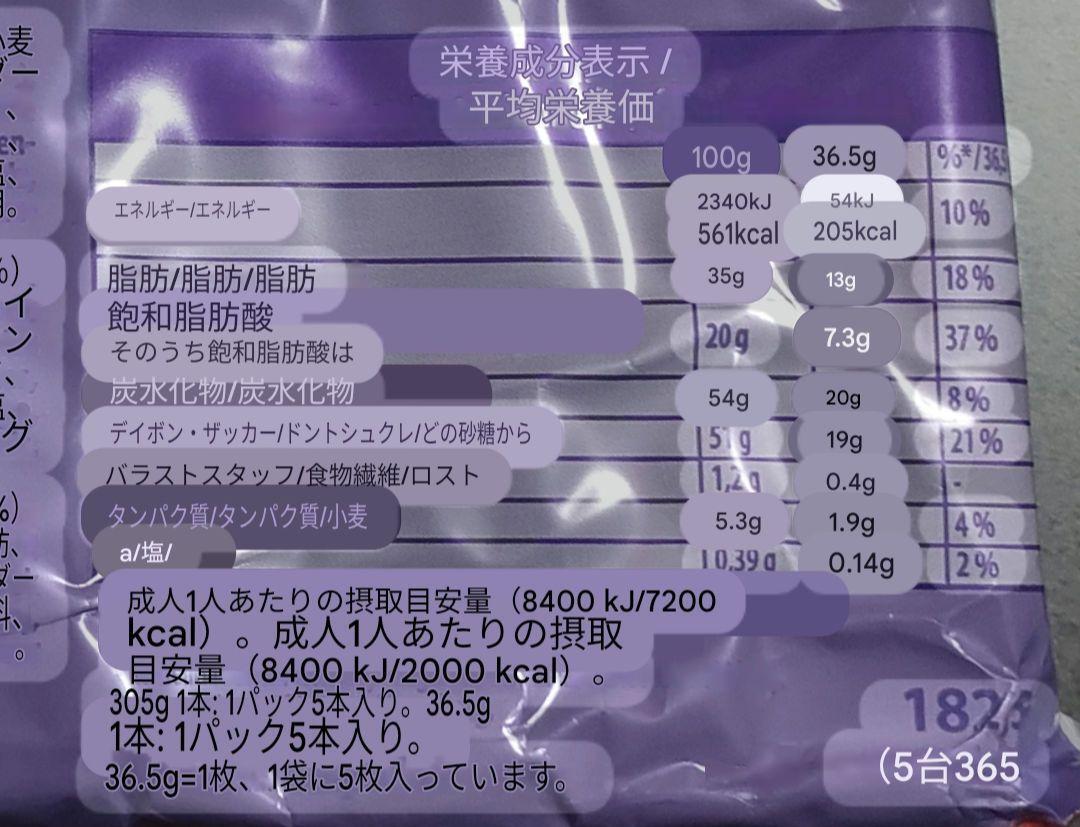 栄養成分表示 /
平均栄養価
100g 36.5g %*/36,
エネルギー/エネルギー 2340kJ 54kJ 10%
561kcal 205kcal
脂肪/脂肪/脂肪 35g 13g 18%
飽和脂肪酸
そのうち飽和脂肪酸は 20g 7.3g 37%
炭水化物/炭水化物 54g 20g 8%
デイボン・ザッカー/ドントシュクレ/どの砂糖から 51g 19g 21%
バラストスタッフ/食物繊維/ロスト 1,2g 0.4g -
タンパク質/タンパク質/小麦 5.3g 1.9g 4%
a/塩/ 0,39g 0.14g 2%
成人1人あたりの摂取目安量（8400 kJ/7200
kcal）。成人1人あたりの摂取
目安量（8400 kJ/2000 kcal）。
305g 1本: 1パック5本入り。36.5g
1本: 1パック5本入り。
36.5g=1枚、1袋に5枚入っています。
（5台365